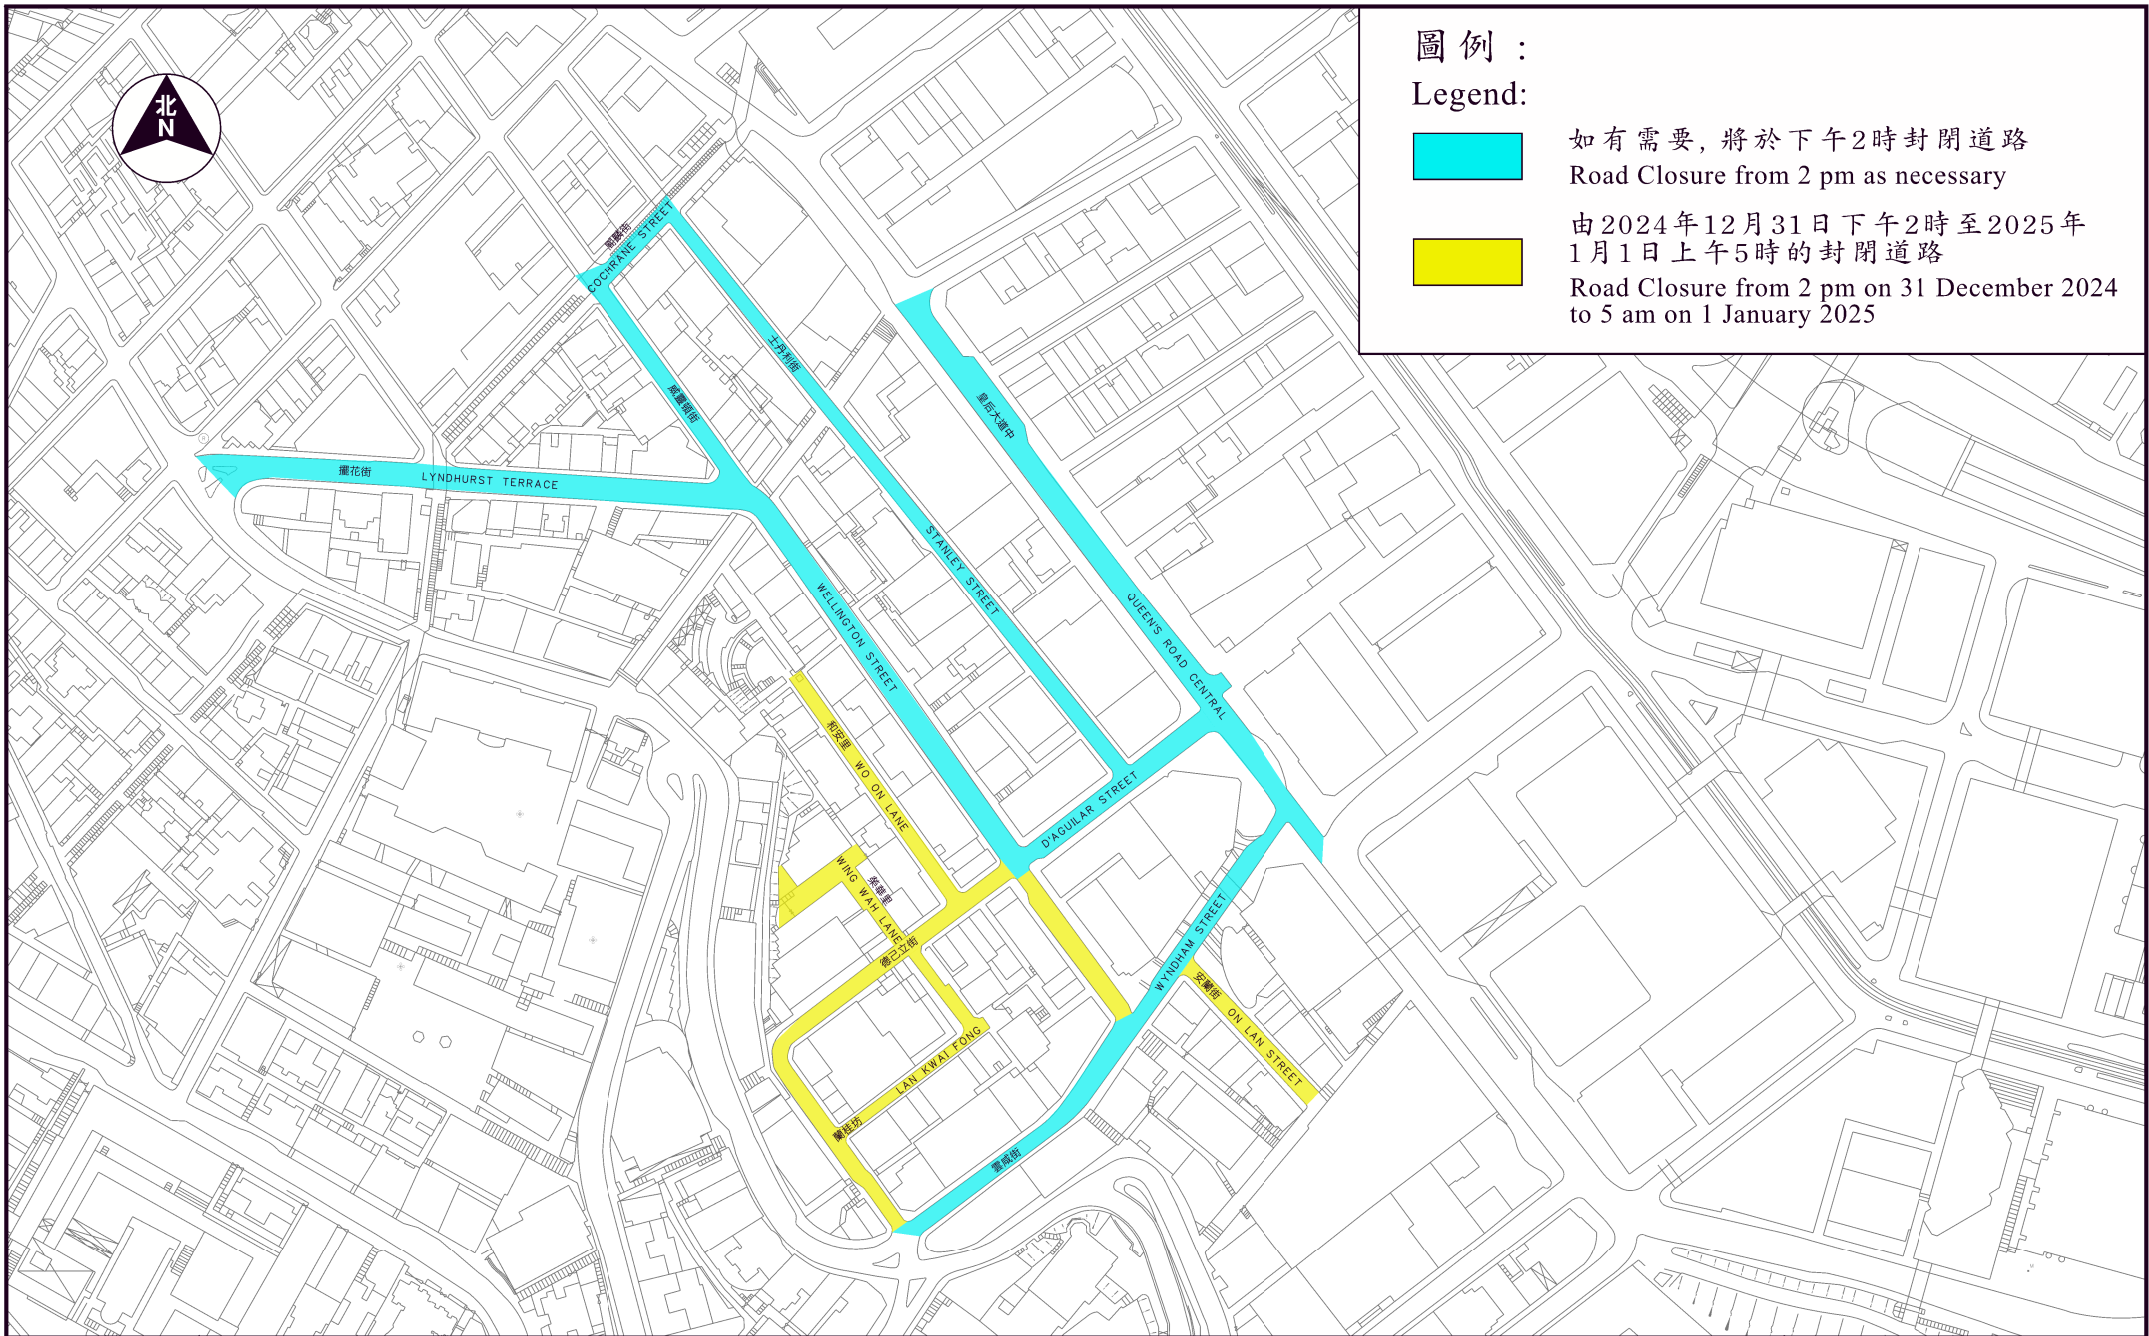 北
N
圖例：
Legend:
如有需要, 將於下午2時封閉道路
Road Closure from 2 pm as necessary
由2024年12月31日下午2時至2025年
1月1日上午5時的封閉道路
Road Closure from 2 pm on 31 December 2024
to 5 am on 1 January 2025
閣麟街
COCHRANE STREET
士丹利街
威靈頓街
皇后大道中
擺花街
LYNDHURST TERRACE
STANLEY STREET
WELLINGTON STREET
QUEEN'S ROAD CENTRAL
和安里
WO ON LANE
D'AGUILAR STREET
WING WAH LANE
榮華里
德己立街
WYNDHAM STREET
安蘭街
ON LAN STREET
LAN KWAI FONG
蘭桂坊
雲咸街